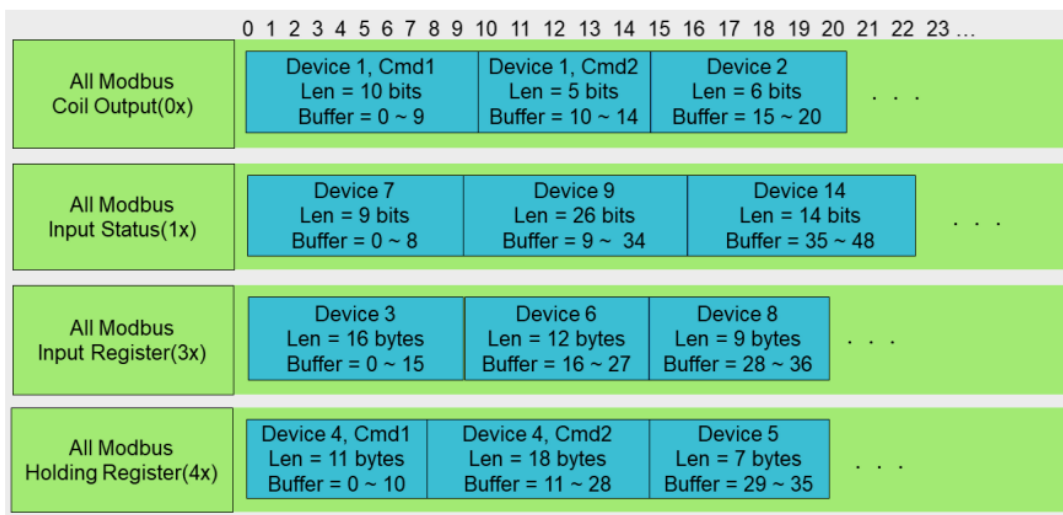 0 1 2 3 4 5 6 7 8 9 10 11 12 13 14 15 16 17 18 19 20 21 22 23 ...
All Modbus
Coil Output(0x)
Device 1, Cmd1
Len = 10 bits
Buffer = 0 ~ 9
Device 1, Cmd2
Len = 5 bits
Buffer = 10 ~ 14
Device 2
Len = 6 bits
Buffer = 15 ~ 20
. . .
All Modbus
Input Status(1x)
Device 7
Len = 9 bits
Buffer = 0 ~ 8
Device 9
Len = 26 bits
Buffer = 9 ~ 34
Device 14
Len = 14 bits
Buffer = 35 ~ 48
. . .
All Modbus
Input Register(3x)
Device 3
Len = 16 bytes
Buffer = 0 ~ 15
Device 6
Len = 12 bytes
Buffer = 16 ~ 27
Device 8
Len = 9 bytes
Buffer = 28 ~ 36
. . .
All Modbus
Holding Register(4x)
Device 4, Cmd1
Len = 11 bytes
Buffer = 0 ~ 10
Device 4, Cmd2
Len = 18 bytes
Buffer = 11 ~ 28
Device 5
Len = 7 bytes
Buffer = 29 ~ 35
. . .